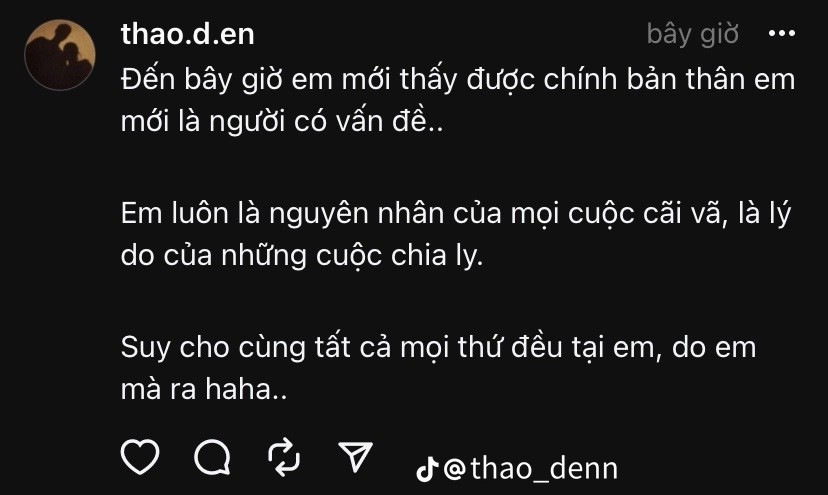 thao.d.en
bây giờ
Đến bây giờ em mới thấy được chính bản thân em
mới là người có vấn đề..
Em luôn là nguyên nhân của mọi cuộc cãi vã, là lý
do của những cuộc chia ly.
Suy cho cùng tất cả mọi thứ đều tại em, do em
mà ra haha..
@thao_denn